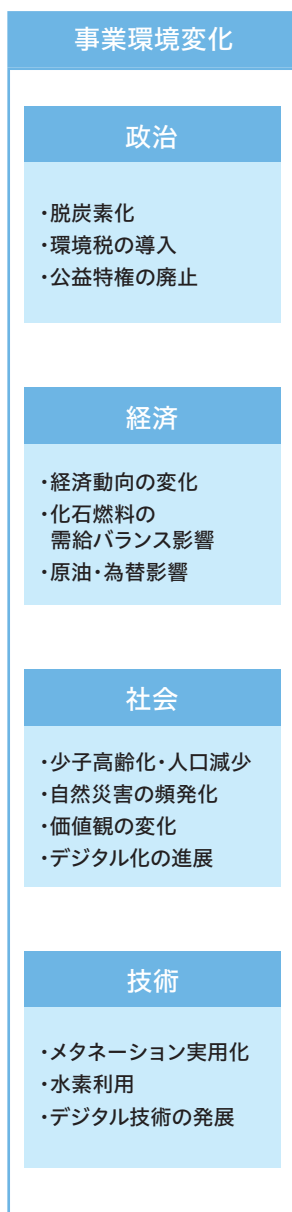 事業環境変化
政治
・脱炭素化
・環境税の導入
・公益特権の廃止
経済
・経済動向の変化
・化石燃料の
需給バランス影響
・原油・為替影響
社会
・少子高齢化・人口減少
・自然災害の頻発化
・価値観の変化
・デジタル化の進展
技術
・メタネーション実用化
・水素利用
・デジタル技術の発展